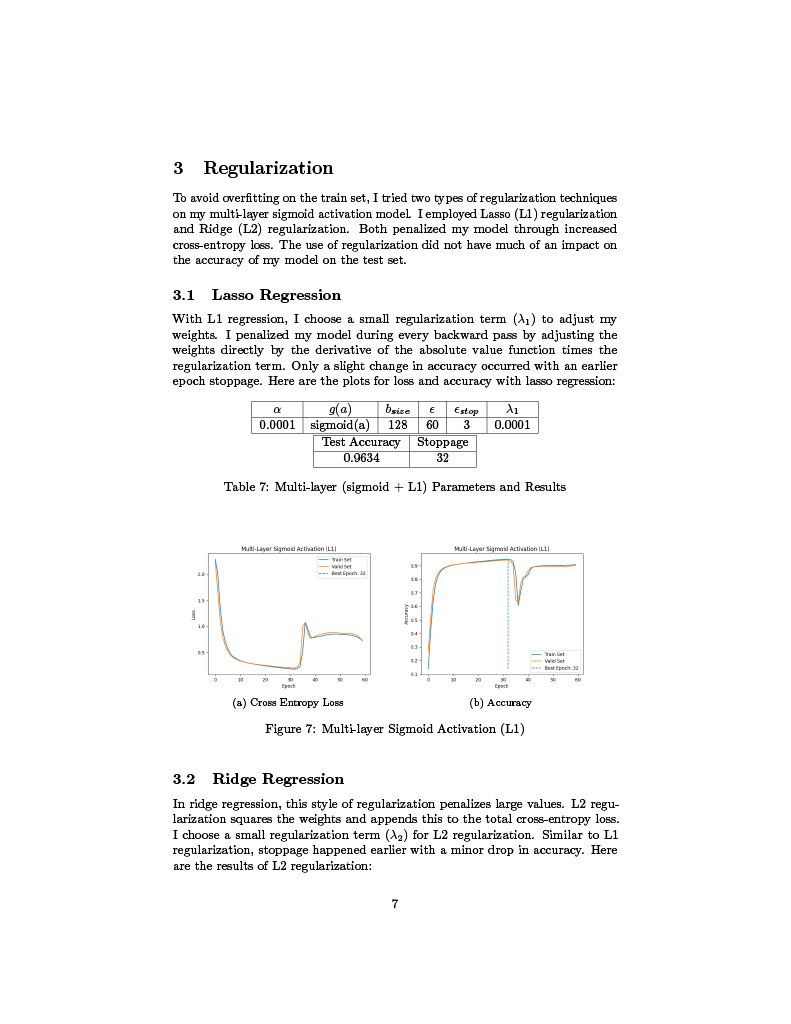 3 Regularization
To avoid overfitting on the train set, I tried two types of regularization techniques
on my multi-layer sigmoid activation model. I employed Lasso (L1) regularization
and Ridge (L2) regularization. Both penalized my model through increased
cross-entropy loss. The use of regularization did not have much of an impact on
the accuracy of my model on the test set.
3.1 Lasso Regression
With L1 regression, I choose a small regularization term (λ₁) to adjust my
weights. I penalized my model during every backward pass by adjusting the
weights directly by the derivative of the absolute value function times the
regularization term. Only a slight change in accuracy occurred with an earlier
epoch stoppage. Here are the plots for loss and accuracy with lasso regression:
α g(a) b_size ϵ ϵ_stop λ₁
0.0001 sigmoid(a) 128 60 3 0.0001
Test Accuracy Stoppage
0.9634 32
Table 7: Multi-layer (sigmoid + L1) Parameters and Results
Multi-Layer Sigmoid Activation (L1)
Train Set
Valid Set
Best Epoch: 32
2.0
1.5
1.0
0.5
Loss
0 10 20 30 40 50 60
Epoch
(a) Cross Entropy Loss
Multi-Layer Sigmoid Activation (L1)
0.9
0.8
0.7
0.6
0.5
0.4
0.3
0.2
0.1
Accuracy
Train Set
Valid Set
Best Epoch: 32
0 10 20 30 40 50 60
Epoch
(b) Accuracy
Figure 7: Multi-layer Sigmoid Activation (L1)
3.2 Ridge Regression
In ridge regression, this style of regularization penalizes large values. L2 regu-
larization squares the weights and appends this to the total cross-entropy loss.
I choose a small regularization term (λ₂) for L2 regularization. Similar to L1
regularization, stoppage happened earlier with a minor drop in accuracy. Here
are the results of L2 regularization:
7